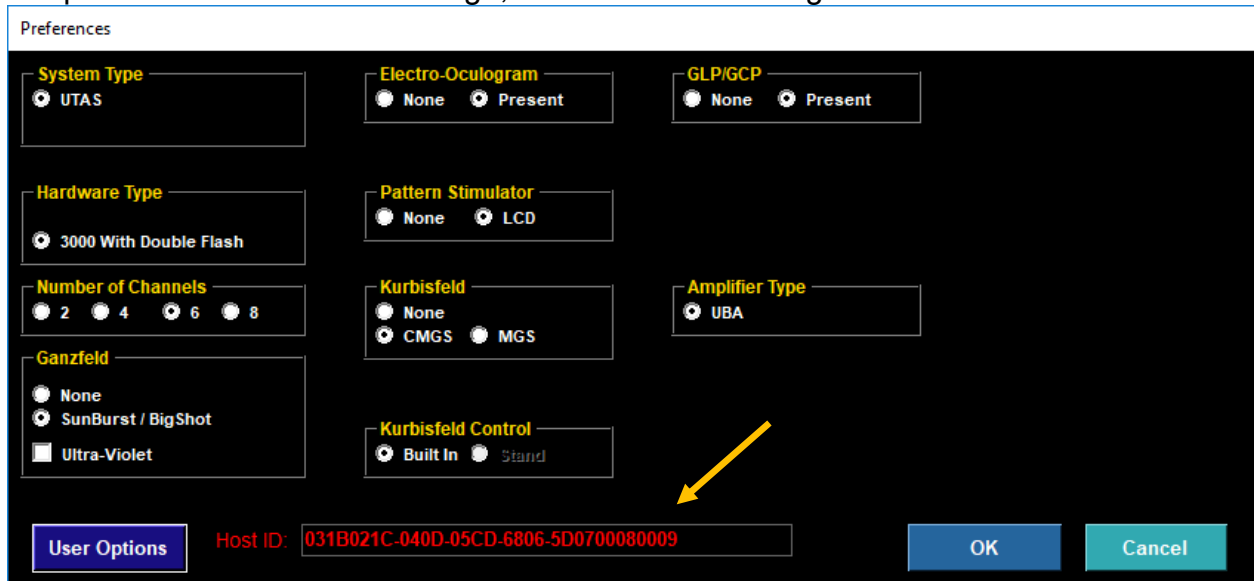 Preferences
System Type
UTAS
Electro-Oculogram
None Present
GLP/GCP
None Present
Hardware Type
3000 With Double Flash
Pattern Stimulator
None LCD
Number of Channels
2 4 6 8
Kurbisfeld
None
CMGS MGS
Amplifier Type
UBA
Ganzfeld
None
SunBurst / BigShot
Ultra-Violet
Kurbisfeld Control
Built In Stand
User Options
Host ID: 031B021C-040D-05CD-6806-5D0700080009
OK
Cancel